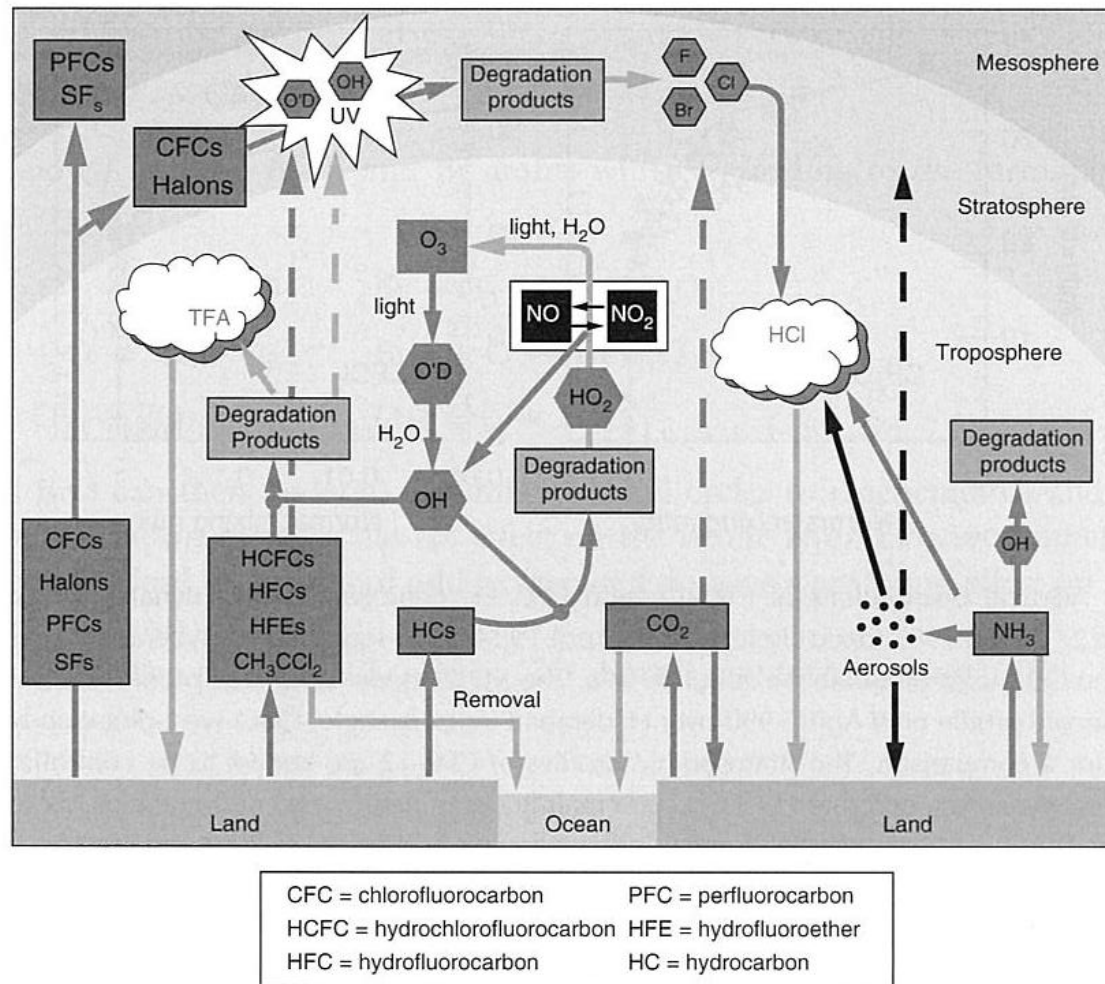 PFCs
SFₛ
CFCs
Halons
O'D
OH
UV
Degradation
products
F
Cl
Br
Mesosphere
Stratosphere
Troposphere
TFA
O₃
light, H₂O
light
NO
NO₂
O'D
HO₂
H₂O
OH
HCl
Degradation
Products
Degradation
products
Degradation
products
OH
CFCs
Halons
PFCs
SFs
HCFCs
HFCs
HFEs
CH₃CCl₂
HCs
CO₂
Aerosols
NH₃
Removal
Land
Ocean
Land
CFC = chlorofluorocarbon
PFC = perfluorocarbon
HCFC = hydrochlorofluorocarbon
HFE = hydrofluoroether
HFC = hydrofluorocarbon
HC = hydrocarbon